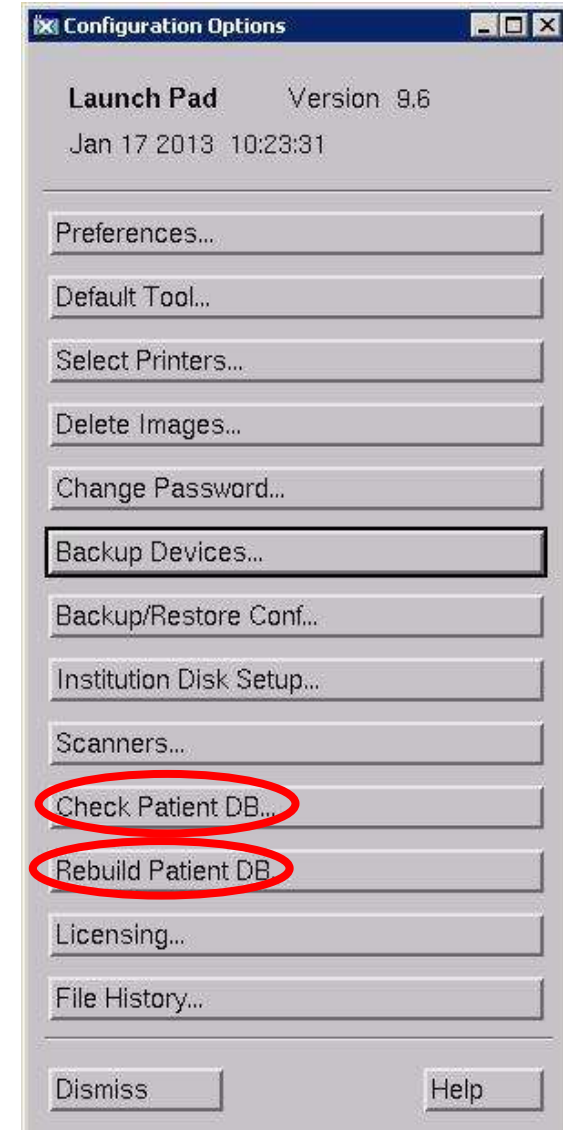 Configuration Options
Launch Pad Version 9.6
Jan 17 2013 10:23:31
Preferences...
Default Tool...
Select Printers...
Delete Images...
Change Password...
Backup Devices...
Backup/Restore Conf...
Institution Disk Setup...
Scanners...
Check Patient DB...
Rebuild Patient DB
Licensing...
File History...
Dismiss Help